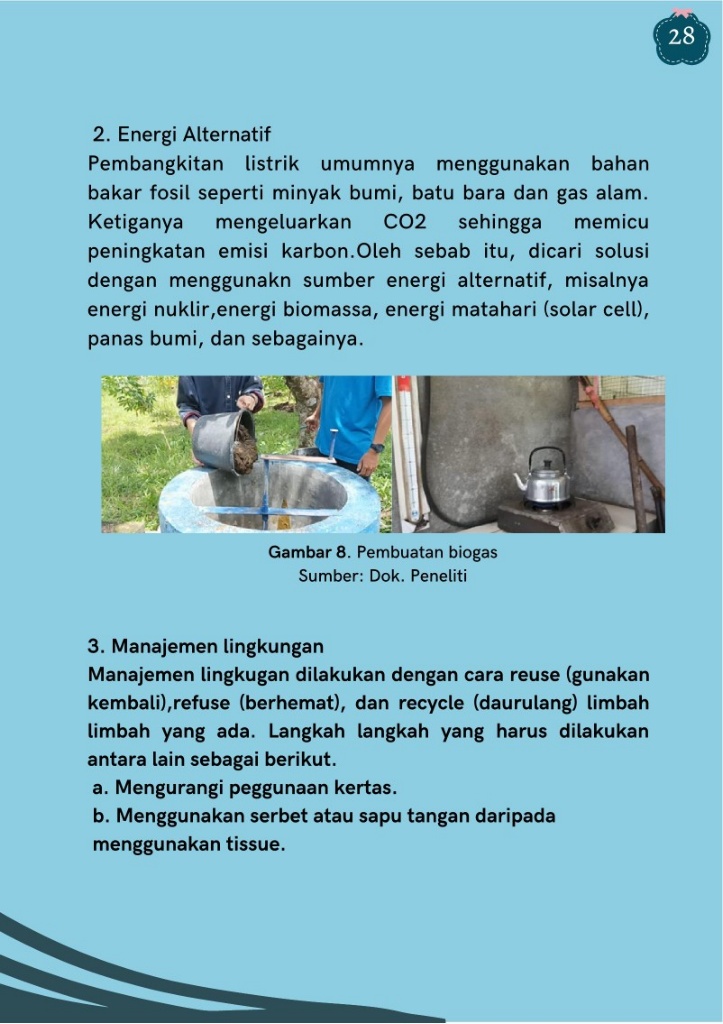 28
2. Energi Alternatif
Pembangkitan listrik umumnya menggunakan bahan
bakar fosil seperti minyak bumi, batu bara dan gas alam.
Ketiganya mengeluarkan CO2 sehingga memicu
peningkatan emisi karbon.Oleh sebab itu, dicari solusi
dengan menggunakn sumber energi alternatif, misalnya
energi nuklir,energi biomassa, energi matahari (solar cell),
panas bumi, dan sebagainya.
Gambar 8. Pembuatan biogas
Sumber: Dok. Peneliti
3. Manajemen lingkungan
Manajemen lingkugan dilakukan dengan cara reuse (gunakan
kembali),refuse (berhemat), dan recycle (daurulang) limbah
limbah yang ada. Langkah langkah yang harus dilakukan
antara lain sebagai berikut.
a. Mengurangi peggunaan kertas.
b. Menggunakan serbet atau sapu tangan daripada
menggunakan tissue.